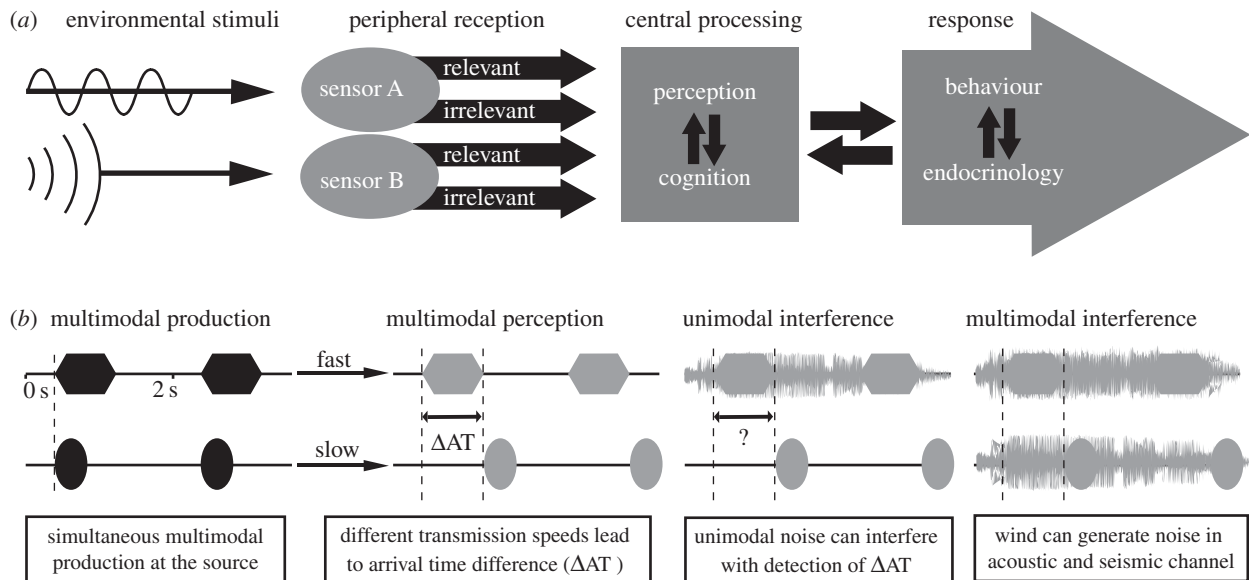 (a) environmental stimuli peripheral reception central processing response
relevant
sensor A
irrelevant
relevant
sensor B
irrelevant
perception
cognition
behaviour
endocrinology
(b) multimodal production multimodal perception unimodal interference multimodal interference
fast
0 s 2 s
ΔAT ?
slow
simultaneous multimodal
production at the source
different transmission speeds lead
to arrival time difference (ΔAT )
unimodal noise can interfere
with detection of ΔAT
wind can generate noise in
acoustic and seismic channel